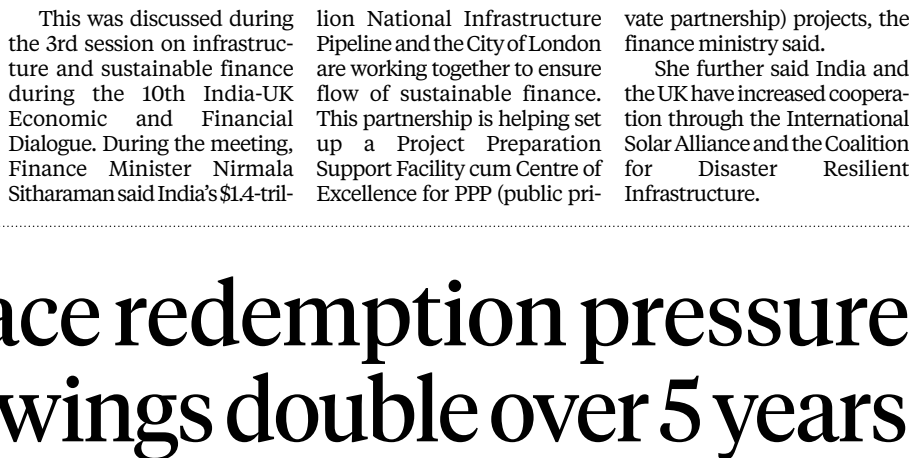 This was discussed during
the 3rd session on infrastruc-
ture and sustainable finance
during the 10th India-UK
Economic and Financial
Dialogue. During the meeting,
Finance Minister Nirmala
Sitharaman said India's $1.4-tril-
lion National Infrastructure
Pipeline and the City of London
are working together to ensure
flow of sustainable finance.
This partnership is helping set
up a Project Preparation
Support Facility cum Centre of
Excellence for PPP (public pri-
vate partnership) projects, the
finance ministry said.
She further said India and
the UK have increased coopera-
tion through the International
Solar Alliance and the Coalition
for Disaster Resilient
Infrastructure.
ace redemption pressure
wings double over 5 years